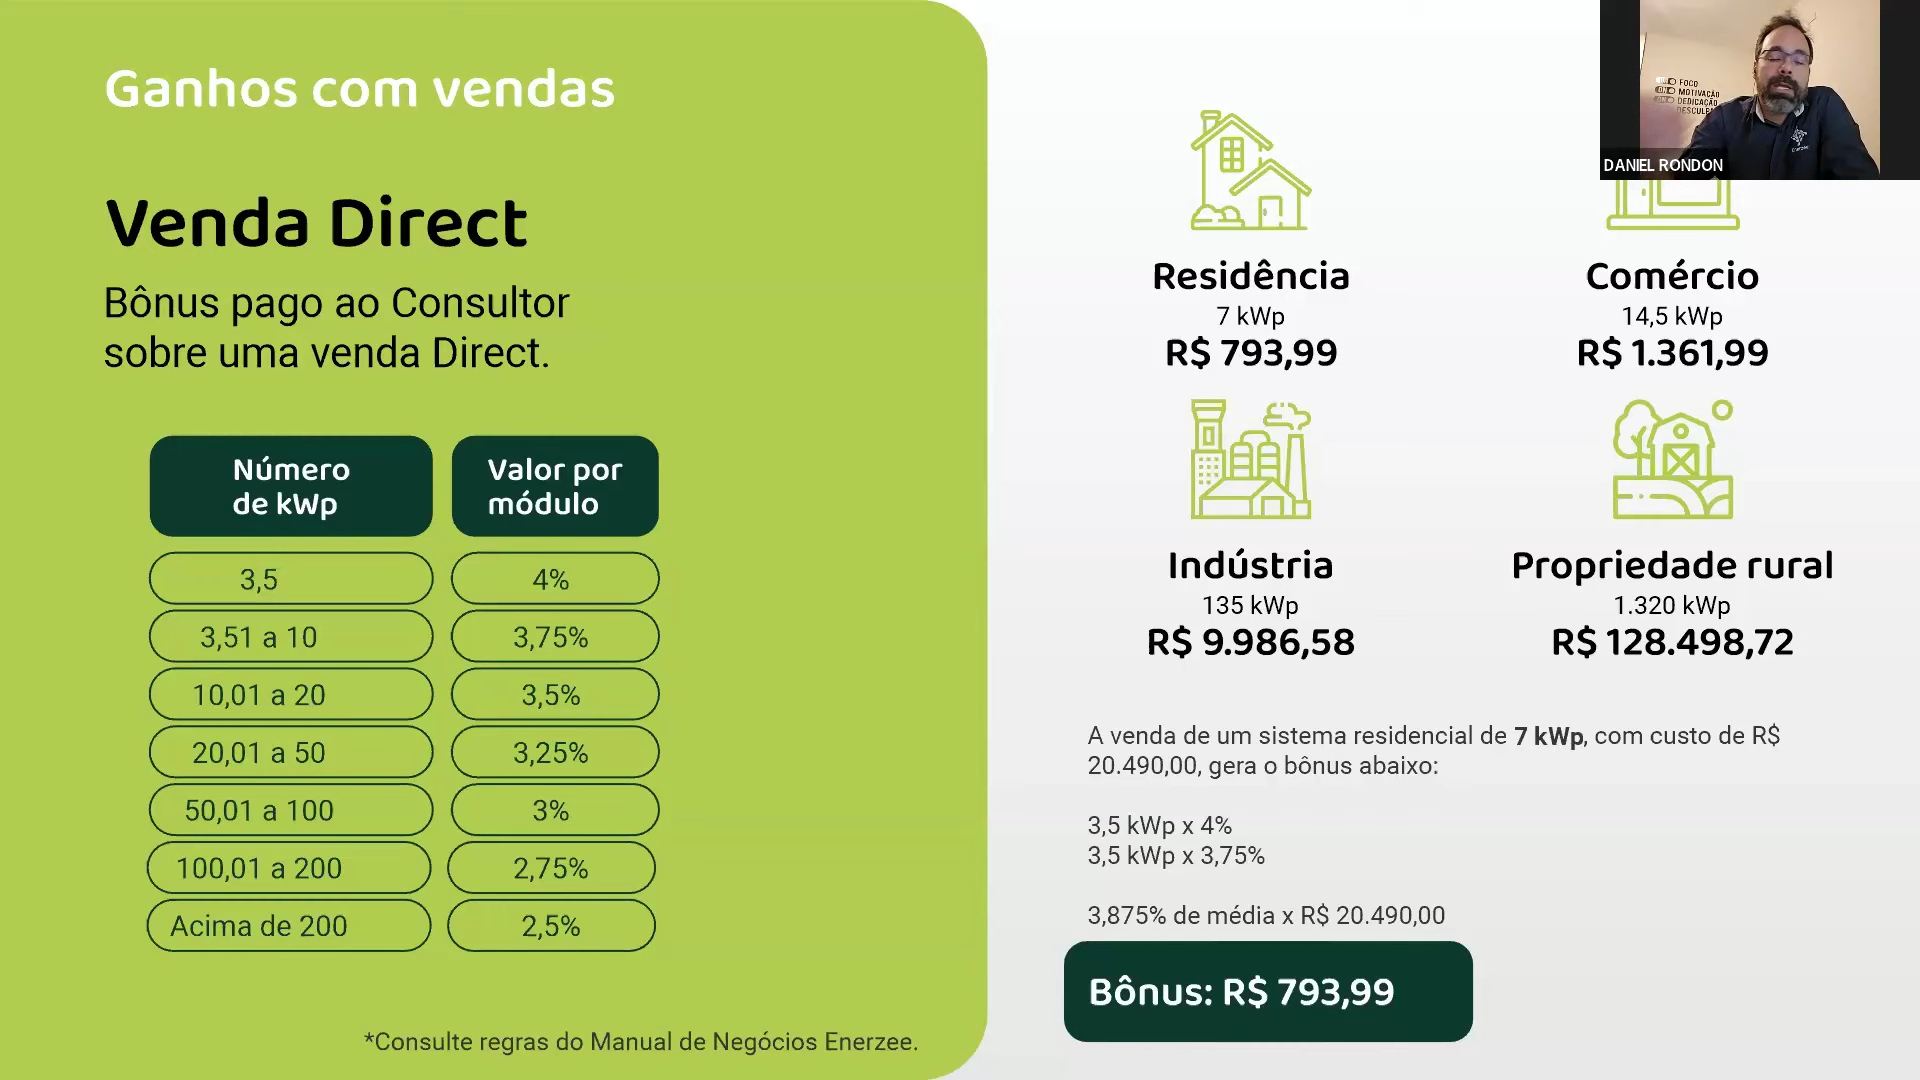 Ganhos com vendas
Venda Direct
Bônus pago ao Consultor
sobre uma venda Direct.
Número
de kWp
Valor por
módulo
3,5
4%
3,51 a 10
3,75%
10,01 a 20
3,5%
20,01 a 50
3,25%
50,01 a 100
3%
100,01 a 200
2,75%
Acima de 200
2,5%
*Consulte regras do Manual de Negócios Enerzee.
FOCO
MOTIVAÇÃO
DEDICAÇÃO
Enerzee
DANIEL RONDON
Residência
7 kWp
R$ 793,99
Comércio
14,5 kWp
R$ 1.361,99
Indústria
135 kWp
R$ 9.986,58
Propriedade rural
1.320 kWp
R$ 128.498,72
A venda de um sistema residencial de 7 kWp, com custo de R$
20.490,00, gera o bônus abaixo:
3,5 kWp x 4%
3,5 kWp x 3,75%
3,875% de média x R$ 20.490,00
Bônus: R$ 793,99